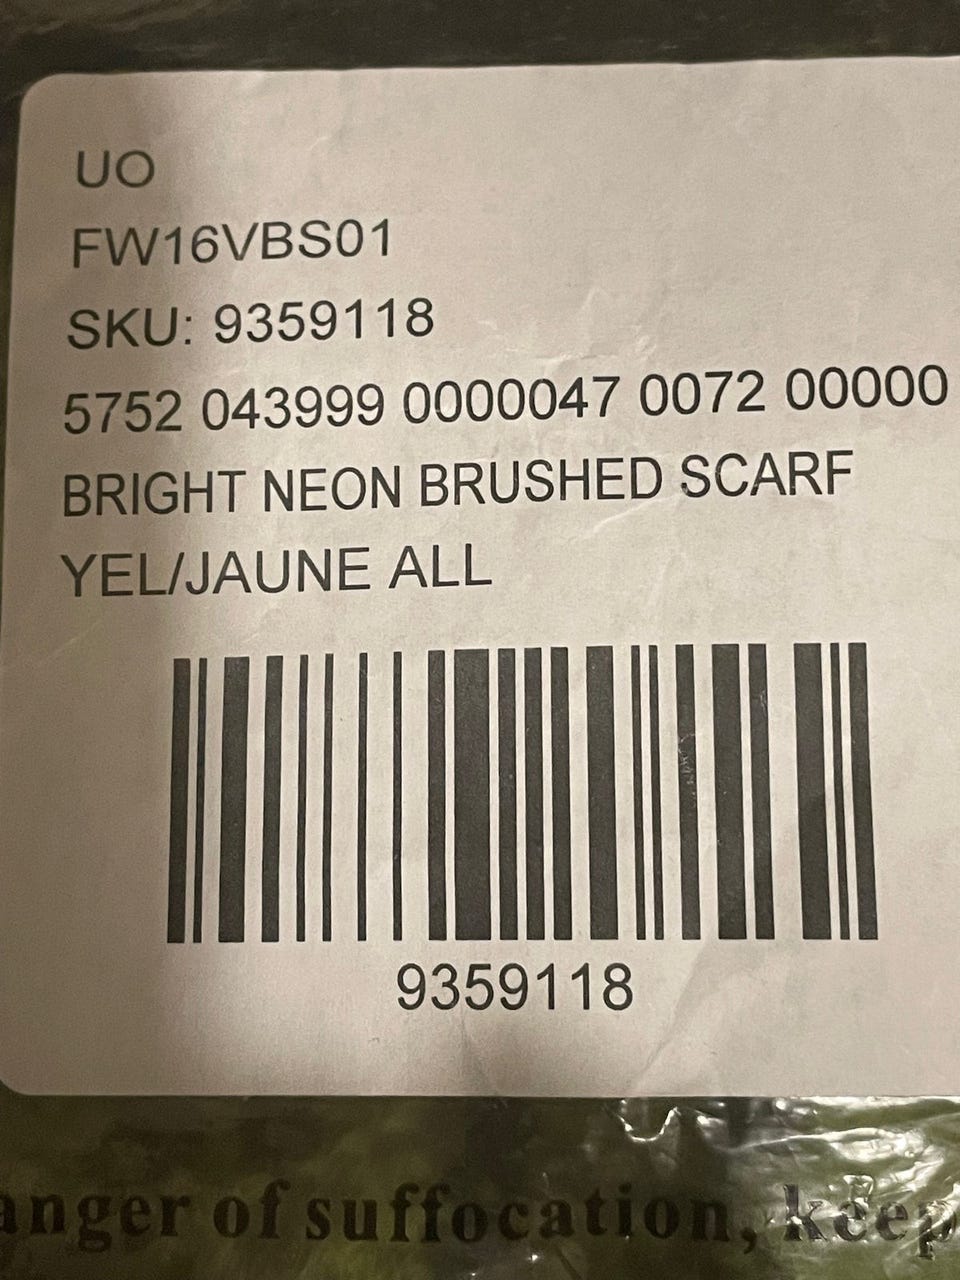 UO
FW16VBS01
SKU: 9359118
5752 043999 0000047 0072 00000
BRIGHT NEON BRUSHED SCARF
YEL/JAUNE ALL
9359118
anger of suffocation, keep